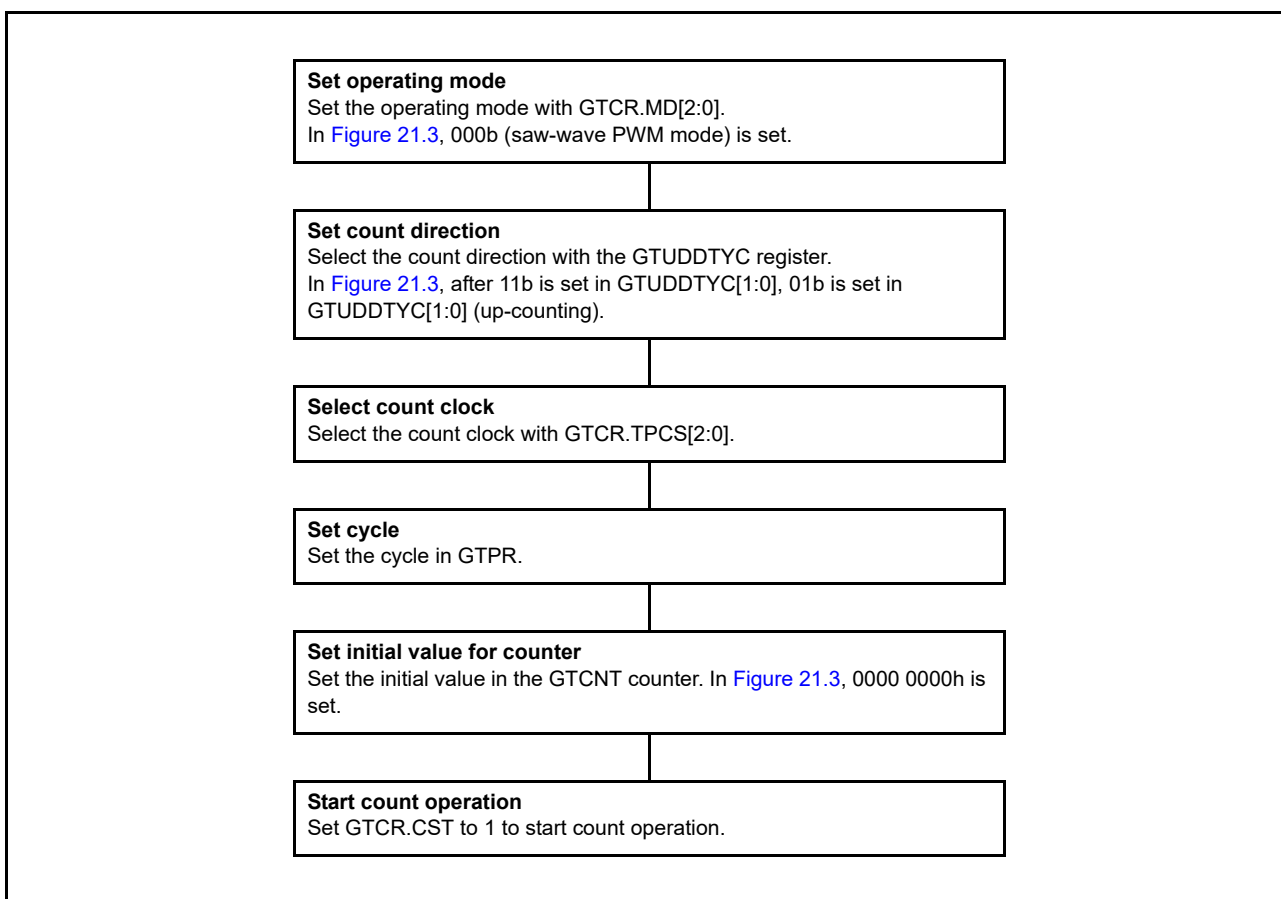 Set operating mode
Set the operating mode with GTCR.MD[2:0].
In Figure 21.3, 000b (saw-wave PWM mode) is set.
Set count direction
Select the count direction with the GTUDDTYC register.
In Figure 21.3, after 11b is set in GTUDDTYC[1:0], 01b is set in
GTUDDTYC[1:0] (up-counting).
Select count clock
Select the count clock with GTCR.TPCS[2:0].
Set cycle
Set the cycle in GTPR.
Set initial value for counter
Set the initial value in the GTCNT counter. In Figure 21.3, 0000 0000h is
set.
Start count operation
Set GTCR.CST to 1 to start count operation.